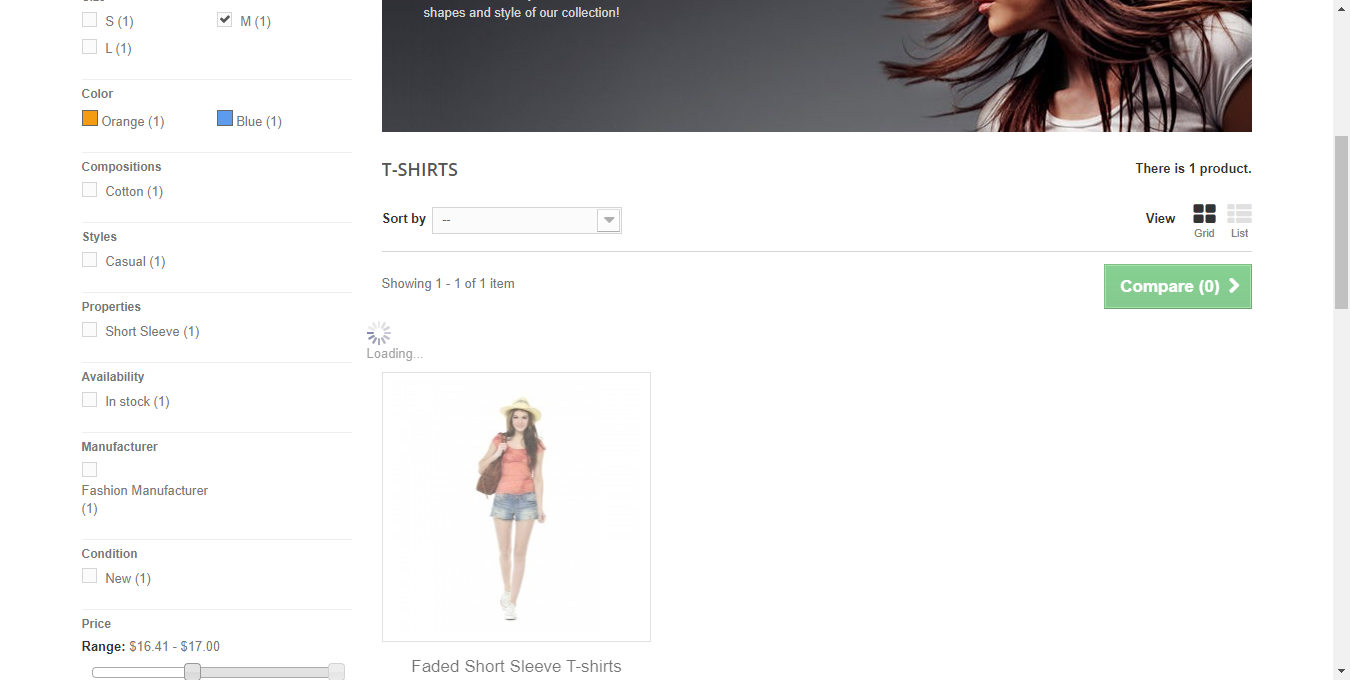 S (1)
M (1)
L (1)
Color
Orange (1)
Blue (1)
Compositions
Cotton (1)
Styles
Casual (1)
Properties
Short Sleeve (1)
Availability
In stock (1)
Manufacturer
Fashion Manufacturer
(1)
Condition
New (1)
Price
Range: $16.41 - $17.00
shapes and style of our collection!
T-SHIRTS
There is 1 product.
Sort by
--
View
Grid
List
Showing 1 - 1 of 1 item
Compare (0)
Loading...
Faded Short Sleeve T-shirts